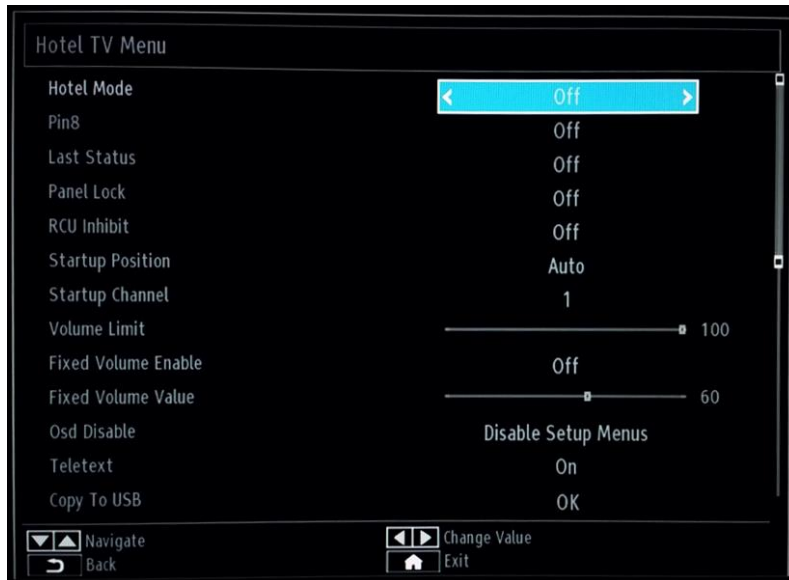 Hotel TV Menu
Hotel Mode Off
Pin8 Off
Last Status Off
Panel Lock Off
RCU Inhibit Off
Startup Position Auto
Startup Channel 1
Volume Limit 100
Fixed Volume Enable Off
Fixed Volume Value 60
Osd Disable Disable Setup Menus
Teletext On
Copy To USB OK
Navigate Change Value
Back Exit